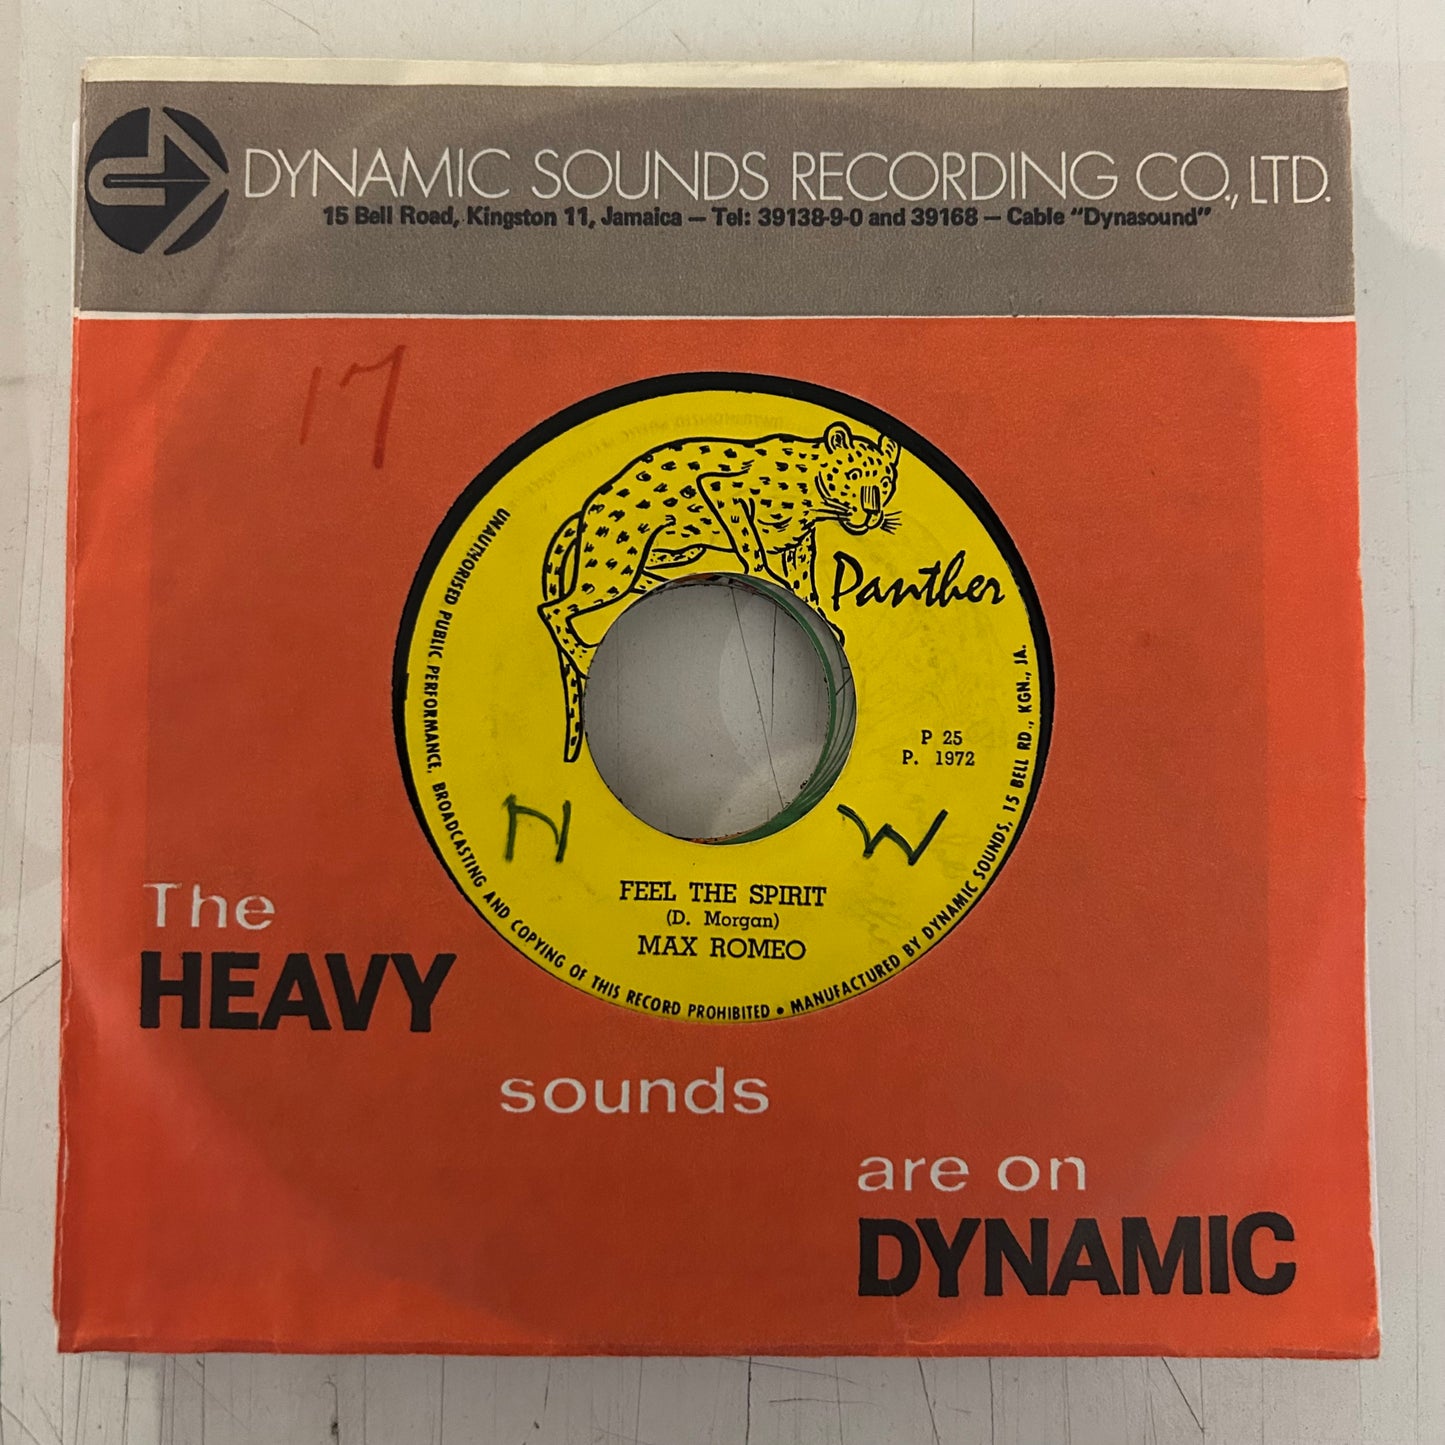 DYNAMIC SOUNDS RECORDING CO., LTD.
15 Bell Road, Kingston 11, Jamaica — Tel: 39138-9-0 and 39168 — Cable "Dynasound"
17
Panther
P 25
P. 1972
N W
FEEL THE SPIRIT
(D. Morgan)
MAX ROMEO
UNAUTHORISED PUBLIC PERFORMANCE, BROADCASTING AND COPYING OF THIS RECORD PROHIBITED • MANUFACTURED BY DYNAMIC SOUNDS, 15 BELL RD., KGN., JA.
The
HEAVY
sounds
are on
DYNAMIC